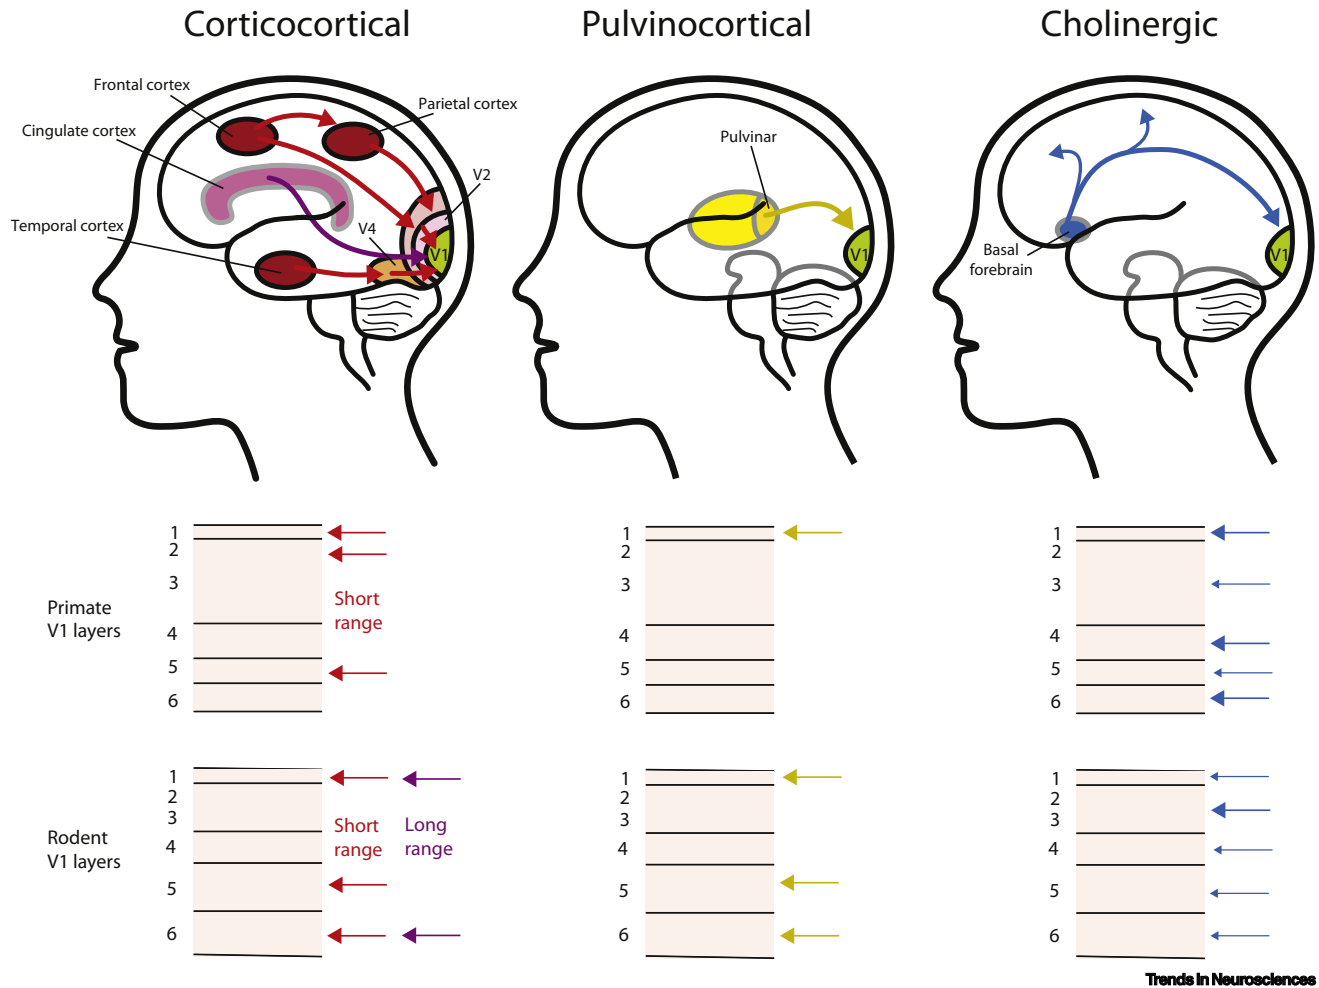 Corticocortical
Pulvinocortical
Cholinergic
Frontal cortex
Parietal cortex
Cingulate cortex
V2
Temporal cortex
V4
V1
Pulvinar
V1
Basal
forebrain
V1
Primate
V1 layers
1
2
3
4
5
6
Short
range
1
2
3
4
5
6
1
2
3
4
5
6
Rodent
V1 layers
1
2
3
4
5
6
Short
range
Long
range
1
2
3
4
5
6
1
2
3
4
5
6
Trends in Neurosciences